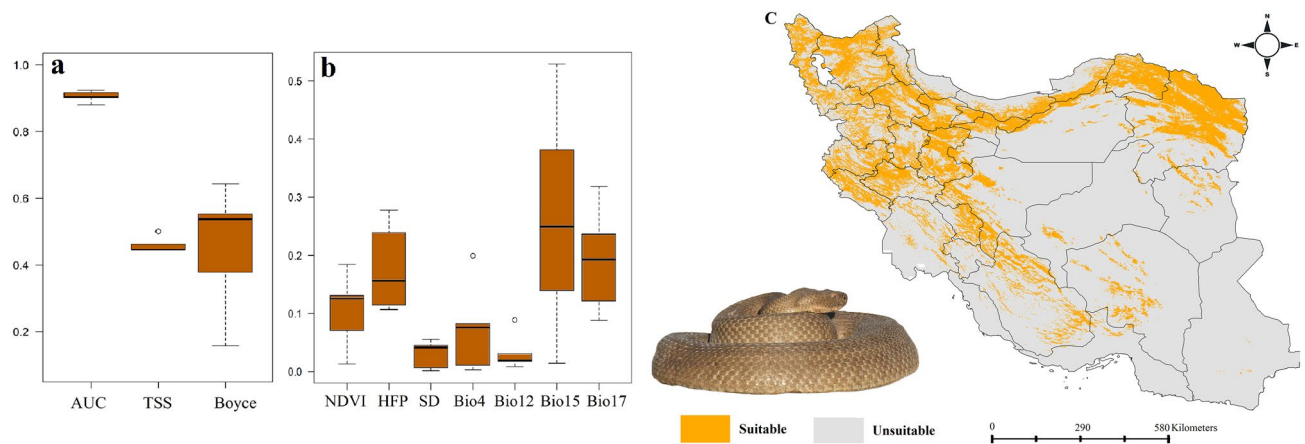 a
1.0
0.8
0.6
0.4
0.2
AUC TSS Boyce
b
0.5
0.4
0.3
0.2
0.1
0.0
NDVI HFP SD Bio4 Bio12 Bio15 Bio17
C
N
W E
S
Suitable Unsuitable
0 290 580 Kilometers